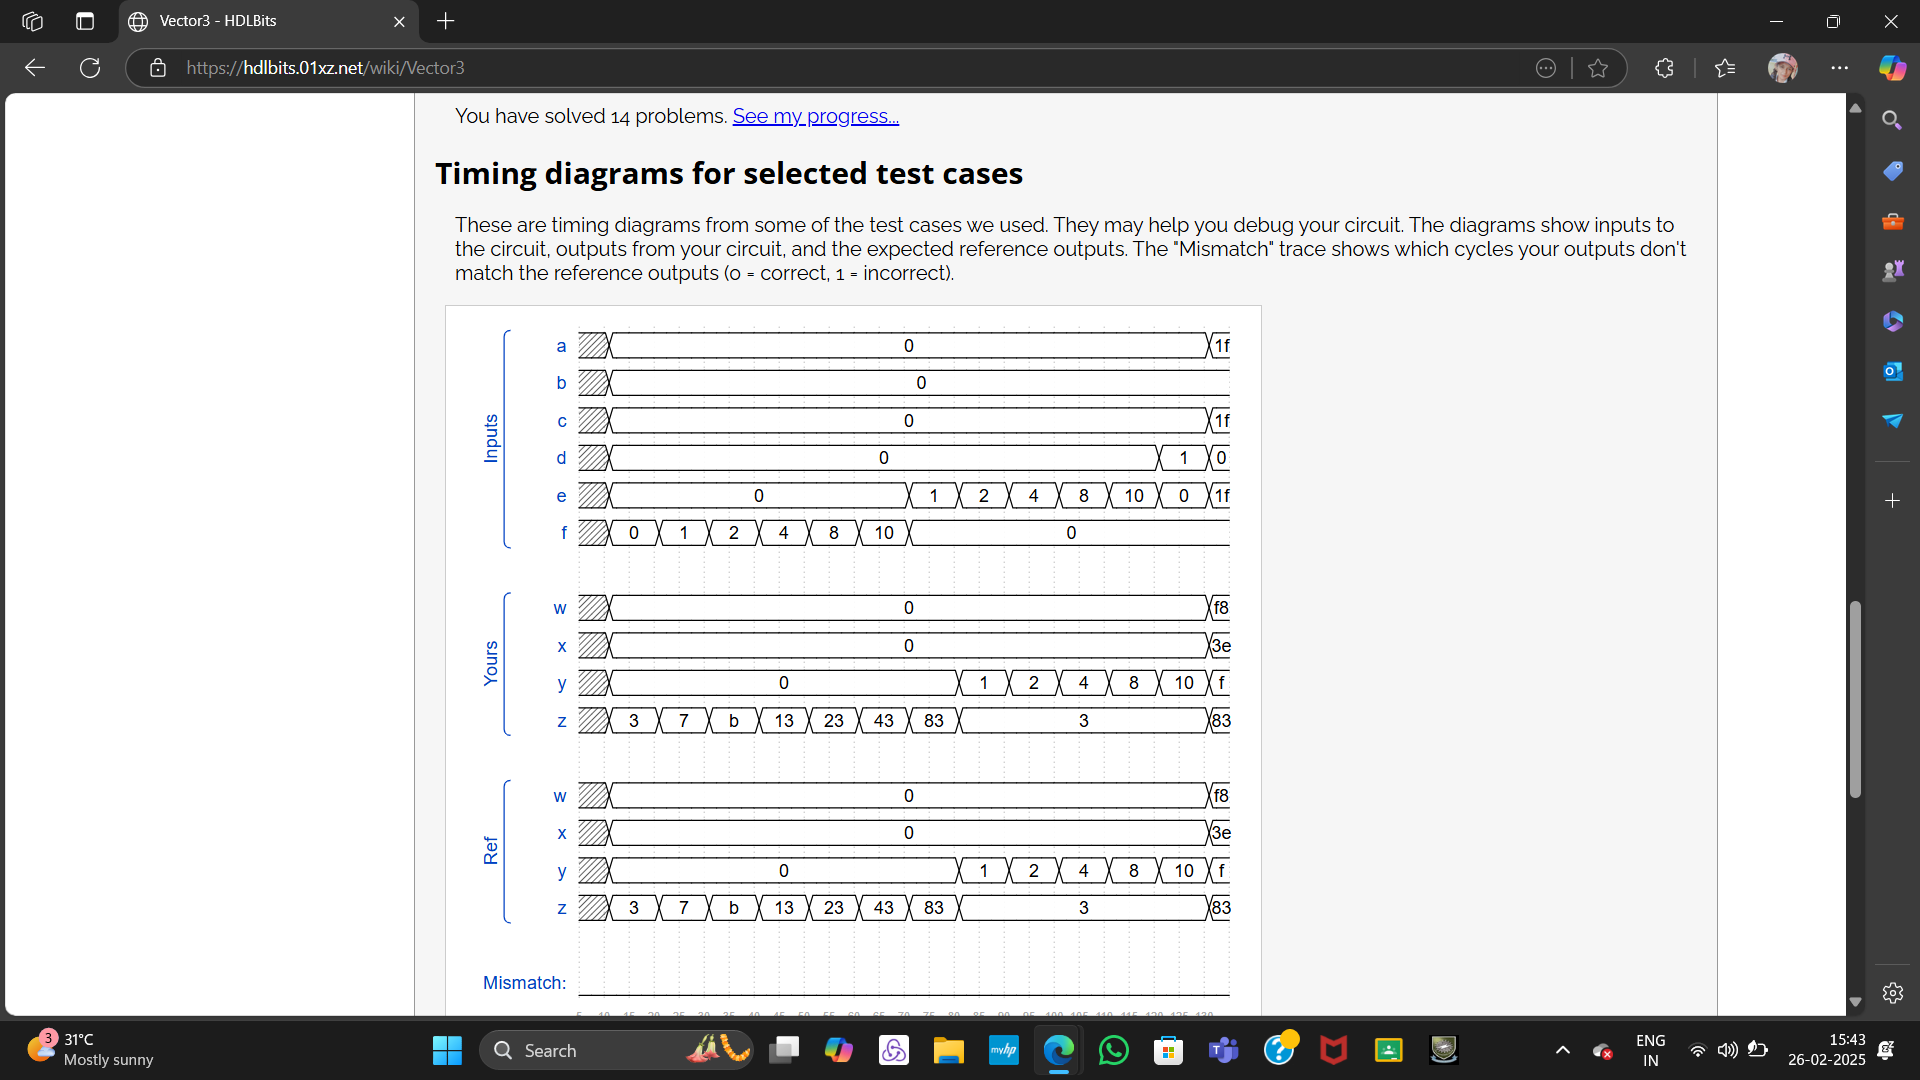 Vector3 - HDLBits
https://hdlbits.01xz.net/wiki/Vector3
You have solved 14 problems. See my progress...
Timing diagrams for selected test cases
These are timing diagrams from some of the test cases we used. They may help you debug your circuit. The diagrams show inputs to
the circuit, outputs from your circuit, and the expected reference outputs. The "Mismatch" trace shows which cycles your outputs don't
match the reference outputs (0 = correct, 1 = incorrect).
Inputs
a 0 1f
b 0
c 0 1f
d 0 1 0
e 0 1 2 4 8 10 0 1f
f 0 1 2 4 8 10 0
Yours
w 0 f8
x 0 3e
y 0 1 2 4 8 10 f
z 3 7 b 13 23 43 83 3 83
Ref
w 0 f8
x 0 3e
y 0 1 2 4 8 10 f
z 3 7 b 13 23 43 83 3 83
Mismatch:
3
31°C
Mostly sunny
Search
myhp
ENG
IN
15:43
26-02-2025